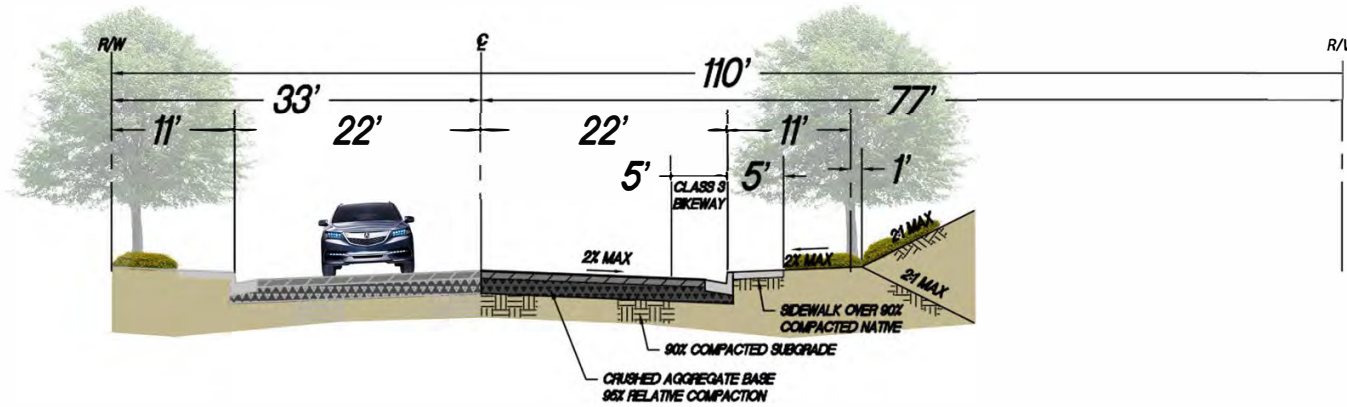 R/W
℄
R/V
110'
33'
77'
11'
22'
22'
11'
5'
CLASS 3
BIKEWAY
5'
1'
2% MAX
2% MAX
2:1 MAX
2:1 MAX
SIDEWALK OVER 90%
COMPACTED NATIVE
90% COMPACTED SUBGRADE
CRUSHED AGGREGATE BASE
95% RELATIVE COMPACTION